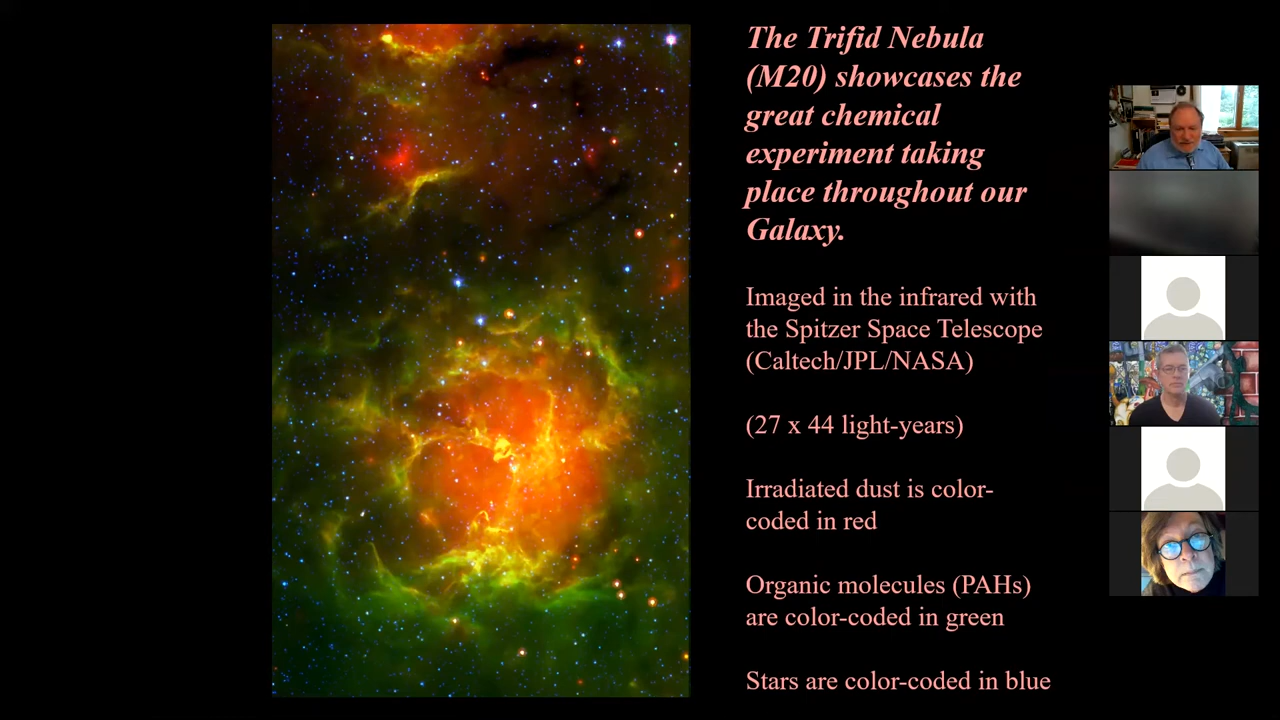 The Trifid Nebula
(M20) showcases the
great chemical
experiment taking
place throughout our
Galaxy.
Imaged in the infrared with
the Spitzer Space Telescope
(Caltech/JPL/NASA)
(27 x 44 light-years)
Irradiated dust is color-
coded in red
Organic molecules (PAHs)
are color-coded in green
Stars are color-coded in blue